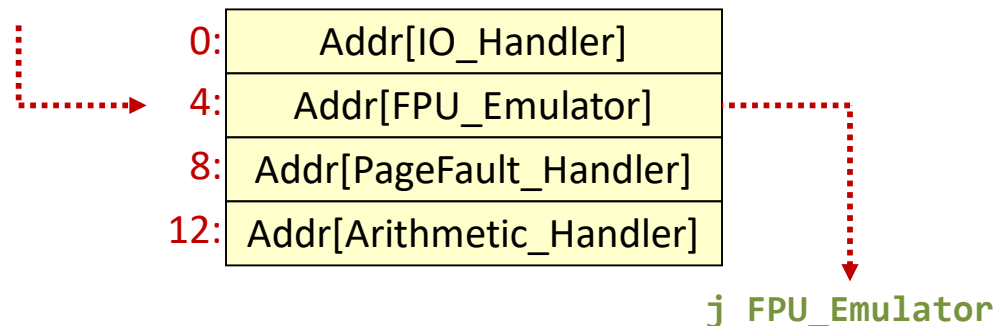 0: Addr[IO_Handler]
4: Addr[FPU_Emulator]
8: Addr[PageFault_Handler]
12: Addr[Arithmetic_Handler]
j FPU_Emulator